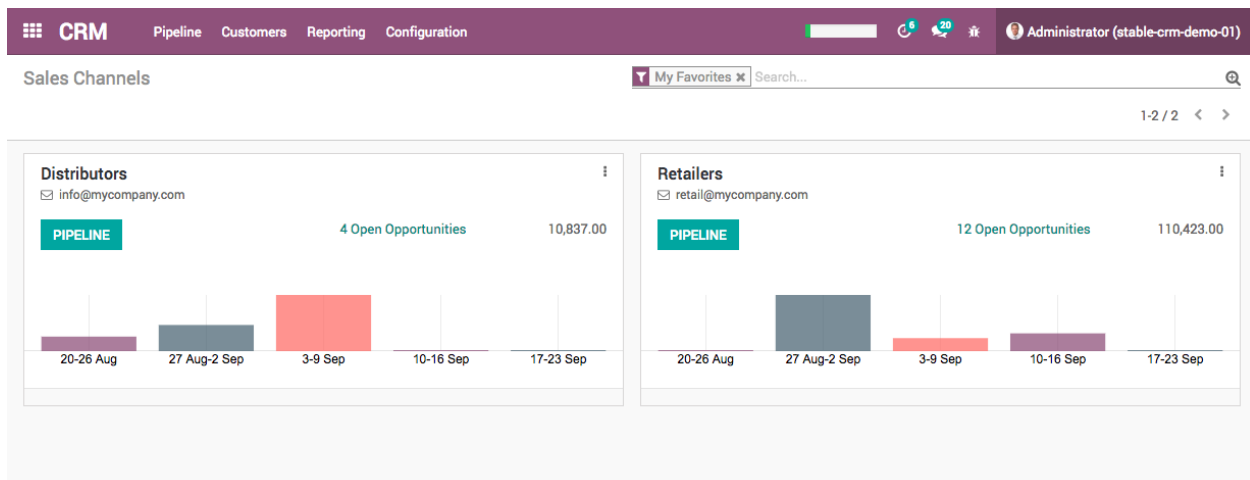 CRM Pipeline Customers Reporting Configuration 6 20 Administrator (stable-crm-demo-01)
Sales Channels My Favorites Search...
1-2 / 2
Distributors
info@mycompany.com
PIPELINE 4 Open Opportunities 10,837.00
20-26 Aug 27 Aug-2 Sep 3-9 Sep 10-16 Sep 17-23 Sep
Retailers
retail@mycompany.com
PIPELINE 12 Open Opportunities 110,423.00
20-26 Aug 27 Aug-2 Sep 3-9 Sep 10-16 Sep 17-23 Sep